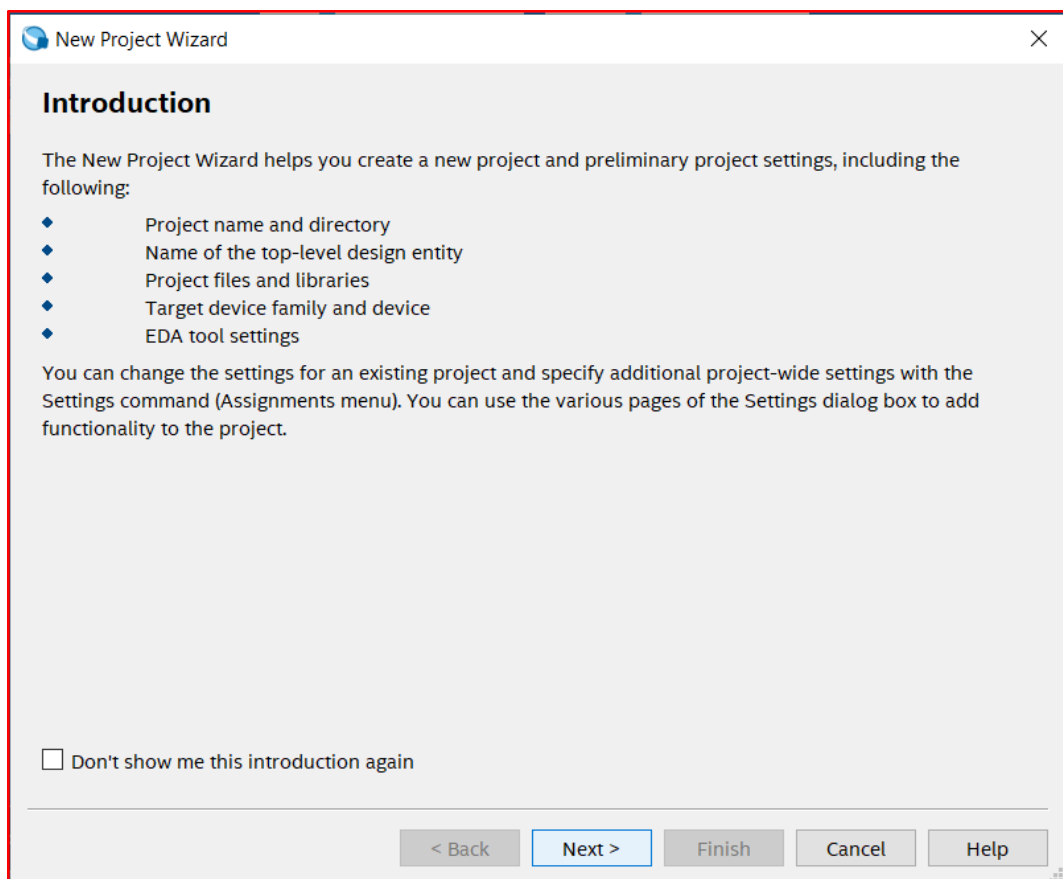 New Project Wizard
Introduction
The New Project Wizard helps you create a new project and preliminary project settings, including the
following:
Project name and directory
Name of the top-level design entity
Project files and libraries
Target device family and device
EDA tool settings
You can change the settings for an existing project and specify additional project-wide settings with the
Settings command (Assignments menu). You can use the various pages of the Settings dialog box to add
functionality to the project.
Don't show me this introduction again
< Back Next > Finish Cancel Help